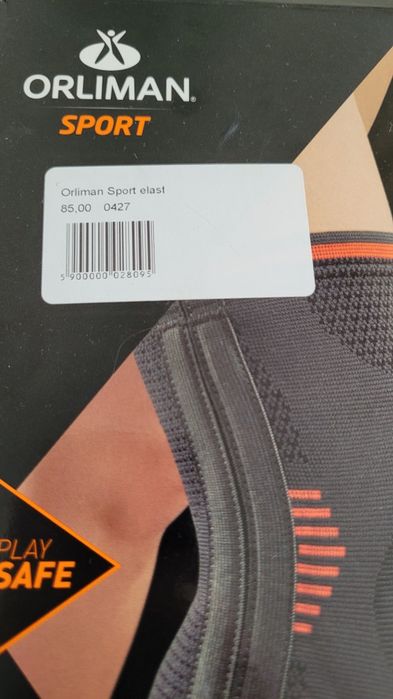 ORLIMAN®
SPORT
Orliman Sport elast
85,00 0427
5 900000 028095
PLAY
SAFE